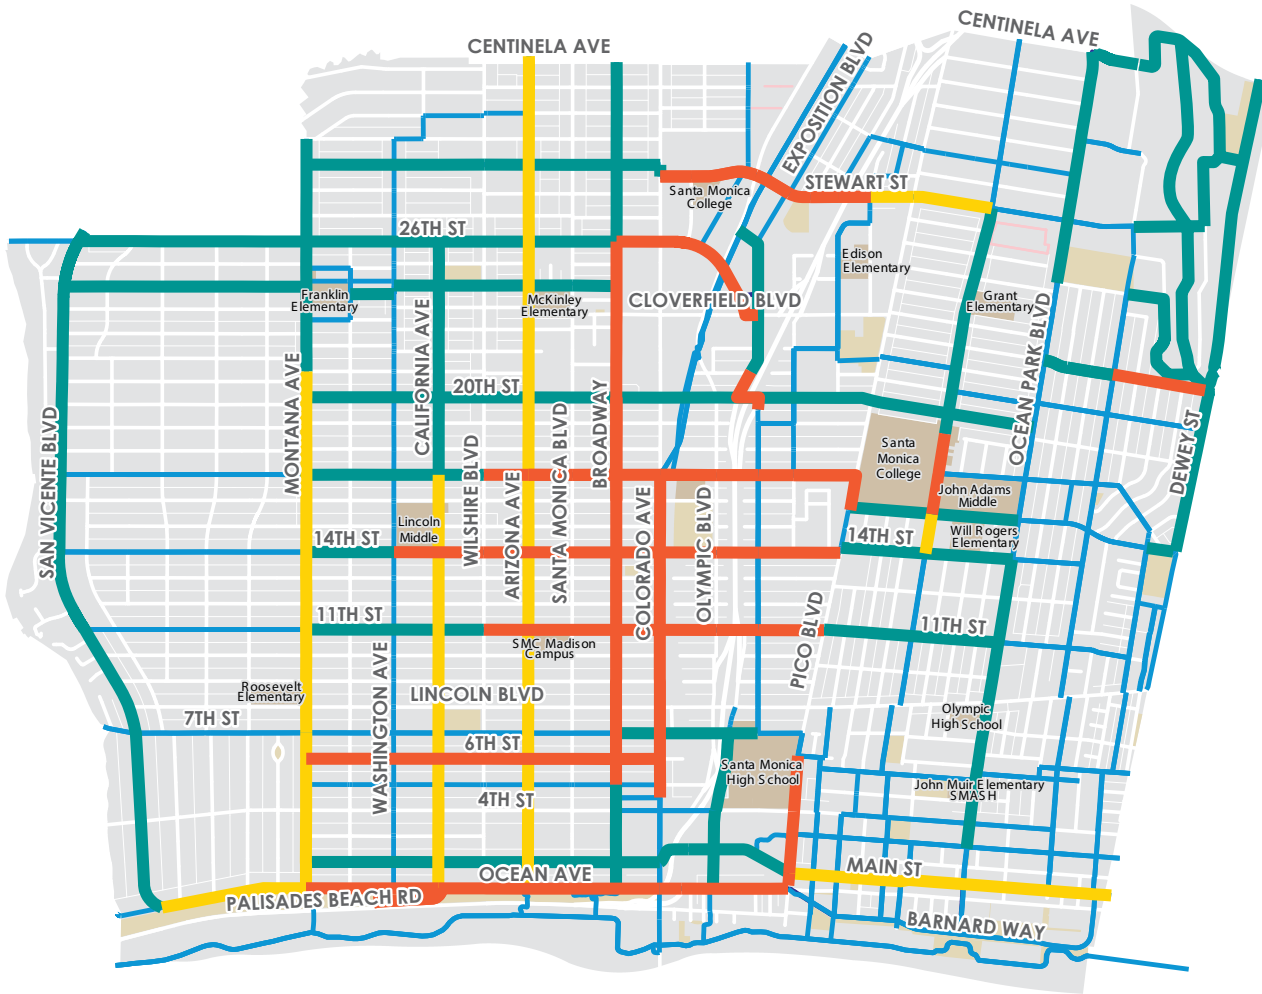 CENTINELA AVE
CENTINELA AVE
EXPOSITION BLVD
STEWART ST
Santa Monica
College
26TH ST
Edison
Elementary
Franklin
Elementary
McKinley
Elementary
CLOVERFIELD BLVD
Grant
Elementary
CALIFORNIA AVE
MONTANA AVE
20TH ST
BROADWAY
OCEAN PARK BLVD
SAN VICENTE BLVD
WILSHIRE BLVD
SANTA MONICA BLVD
Santa
Monica
College
DEWEY ST
ARIZONA AVE
COLORADO AVE
OLYMPIC BLVD
John Adams
Middle
Lincoln
Middle
14TH ST
14TH ST
Will Rogers
Elementary
11TH ST
11TH ST
PICO BLVD
SMC Madison
Campus
WASHINGTON AVE
Roosevelt
Elementary
LINCOLN BLVD
7TH ST
Olympic
High School
6TH ST
Santa Monica
High School
4TH ST
John Muir Elementary
SMASH
OCEAN AVE
MAIN ST
PALISADES BEACH RD
BARNARD WAY